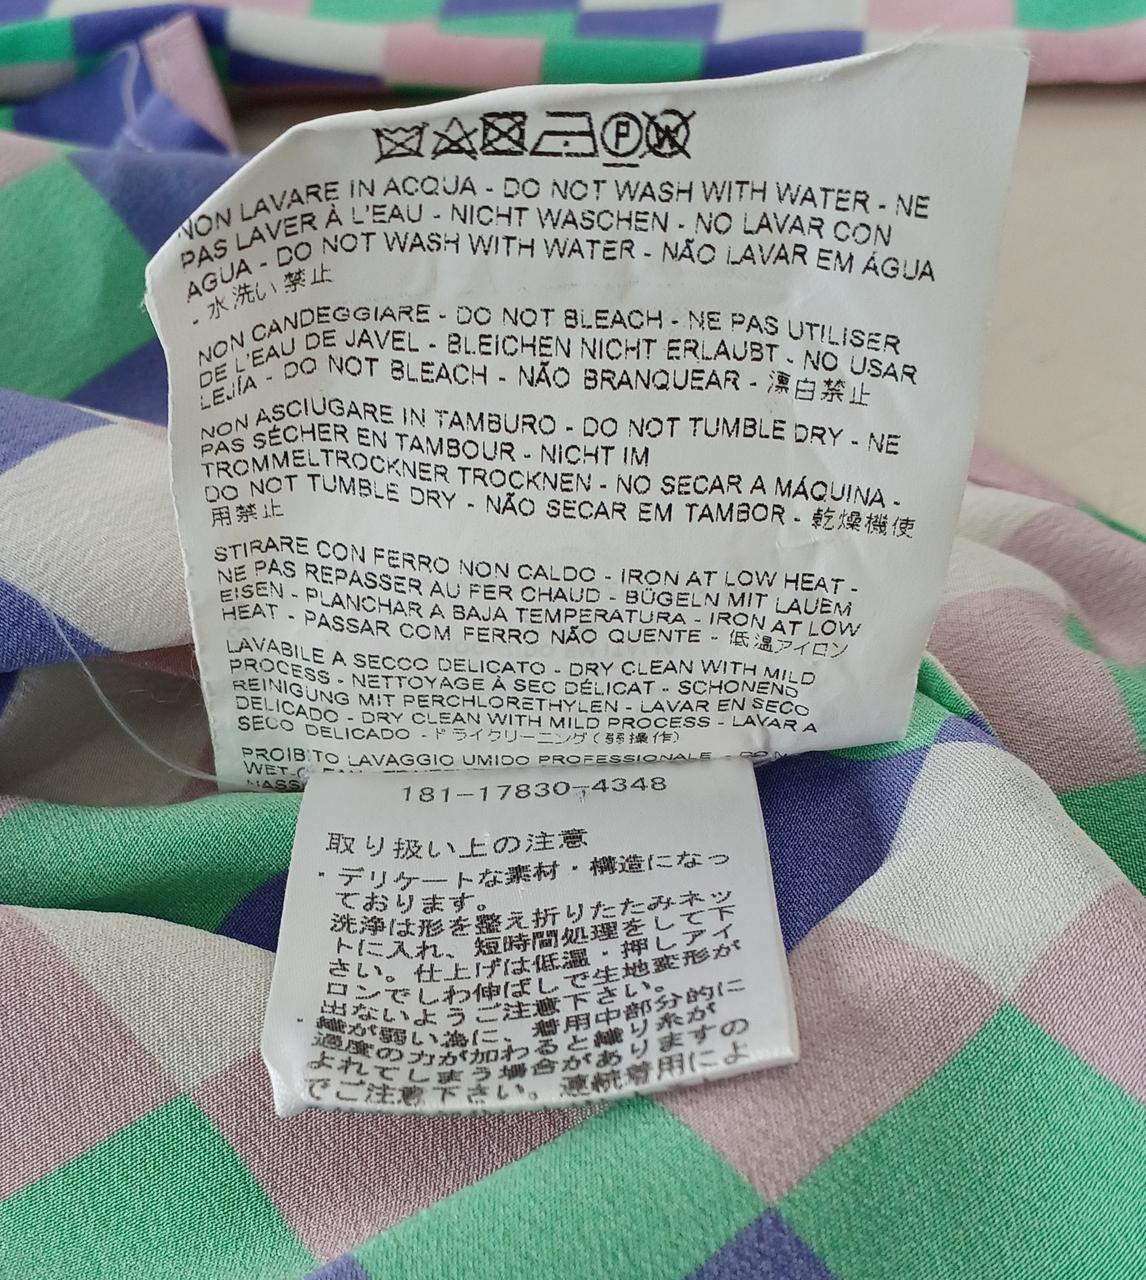 P W
NON LAVARE IN ACQUA - DO NOT WASH WITH WATER - NE
PAS LAVER À L'EAU - NICHT WASCHEN - NO LAVAR CON
AGUA - DO NOT WASH WITH WATER - NÃO LAVAR EM ÁGUA
- 水洗い禁止
NON CANDEGGIARE - DO NOT BLEACH - NE PAS UTILISER
DE L'EAU DE JAVEL - BLEICHEN NICHT ERLAUBT - NO USAR
LEJÍA - DO NOT BLEACH - NÃO BRANQUEAR - 漂白禁止
NON ASCIUGARE IN TAMBURO - DO NOT TUMBLE DRY - NE
PAS SÉCHER EN TAMBOUR - NICHT IM
TROMMELTROCKNER TROCKNEN - NO SECAR A MÁQUINA -
DO NOT TUMBLE DRY - NÃO SECAR EM TAMBOR - 乾燥機使
用禁止
STIRARE CON FERRO NON CALDO - IRON AT LOW HEAT -
NE PAS REPASSER AU FER CHAUD - BÜGELN MIT LAUEM
EISEN - PLANCHAR A BAJA TEMPERATURA - IRON AT LOW
HEAT - PASSAR COM FERRO NÃO QUENTE - 低温アイロン
LAVABILE A SECCO DELICATO - DRY CLEAN WITH MILD
PROCESS - NETTOYAGE À SEC DÉLICAT - SCHONEND
REINIGUNG MIT PERCHLORETHYLEN - LAVAR EN SECO
DELICADO - DRY CLEAN WITH MILD PROCESS - LAVAR A
SECO DELICADO - ドライクリーニング(弱操作)
PROIBITO LAVAGGIO UMIDO PROFESSIONALE - DO N
181-17830-4348
取り扱い上の注意
・デリケートな素材・構造になっ
ております。
洗浄は形を整え折りたたみネッ
トに入れ、短時間処理をして下
さい。仕上げは低温・押しアイ
ロンでしわ伸ばしで生地変形が
出ないようご注意下さい。
・織が弱い為に、着用中部分的に
過度の力が加わると織り糸が
よれてしまう場合がありますの
でご注意下さい。連続着用によ